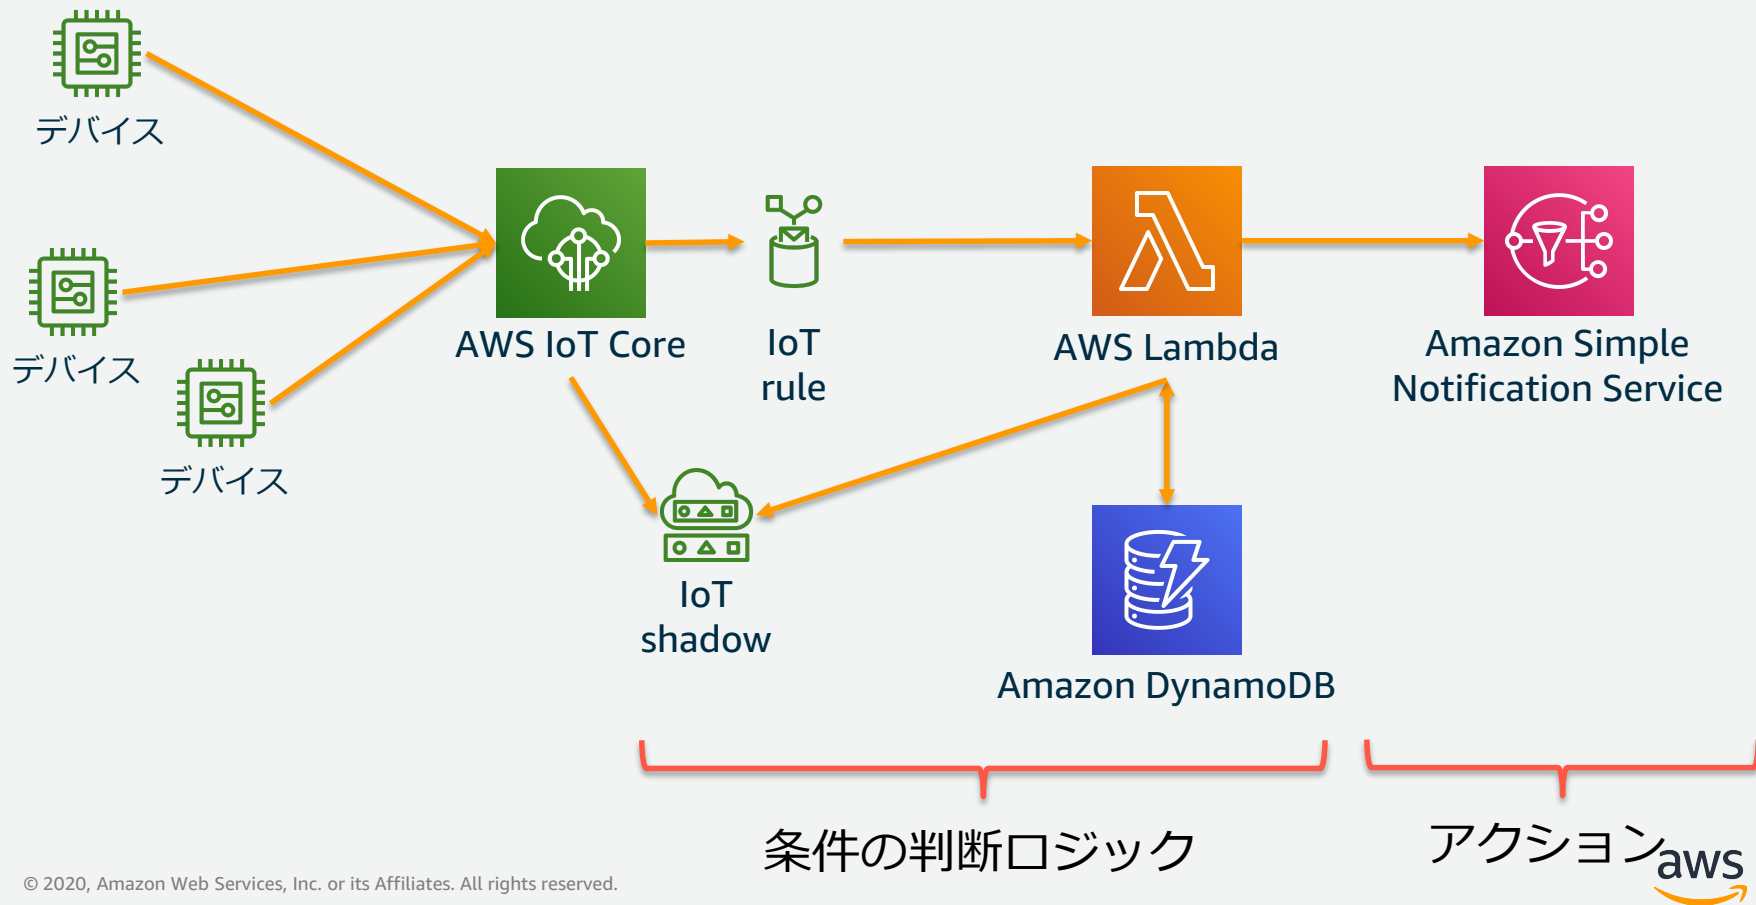 デバイス
デバイス
デバイス
AWS IoT Core
IoT
rule
AWS Lambda
Amazon Simple
Notification Service
IoT
shadow
Amazon DynamoDB
条件の判断ロジック
アクション
© 2020, Amazon Web Services, Inc. or its Affiliates. All rights reserved.
aws